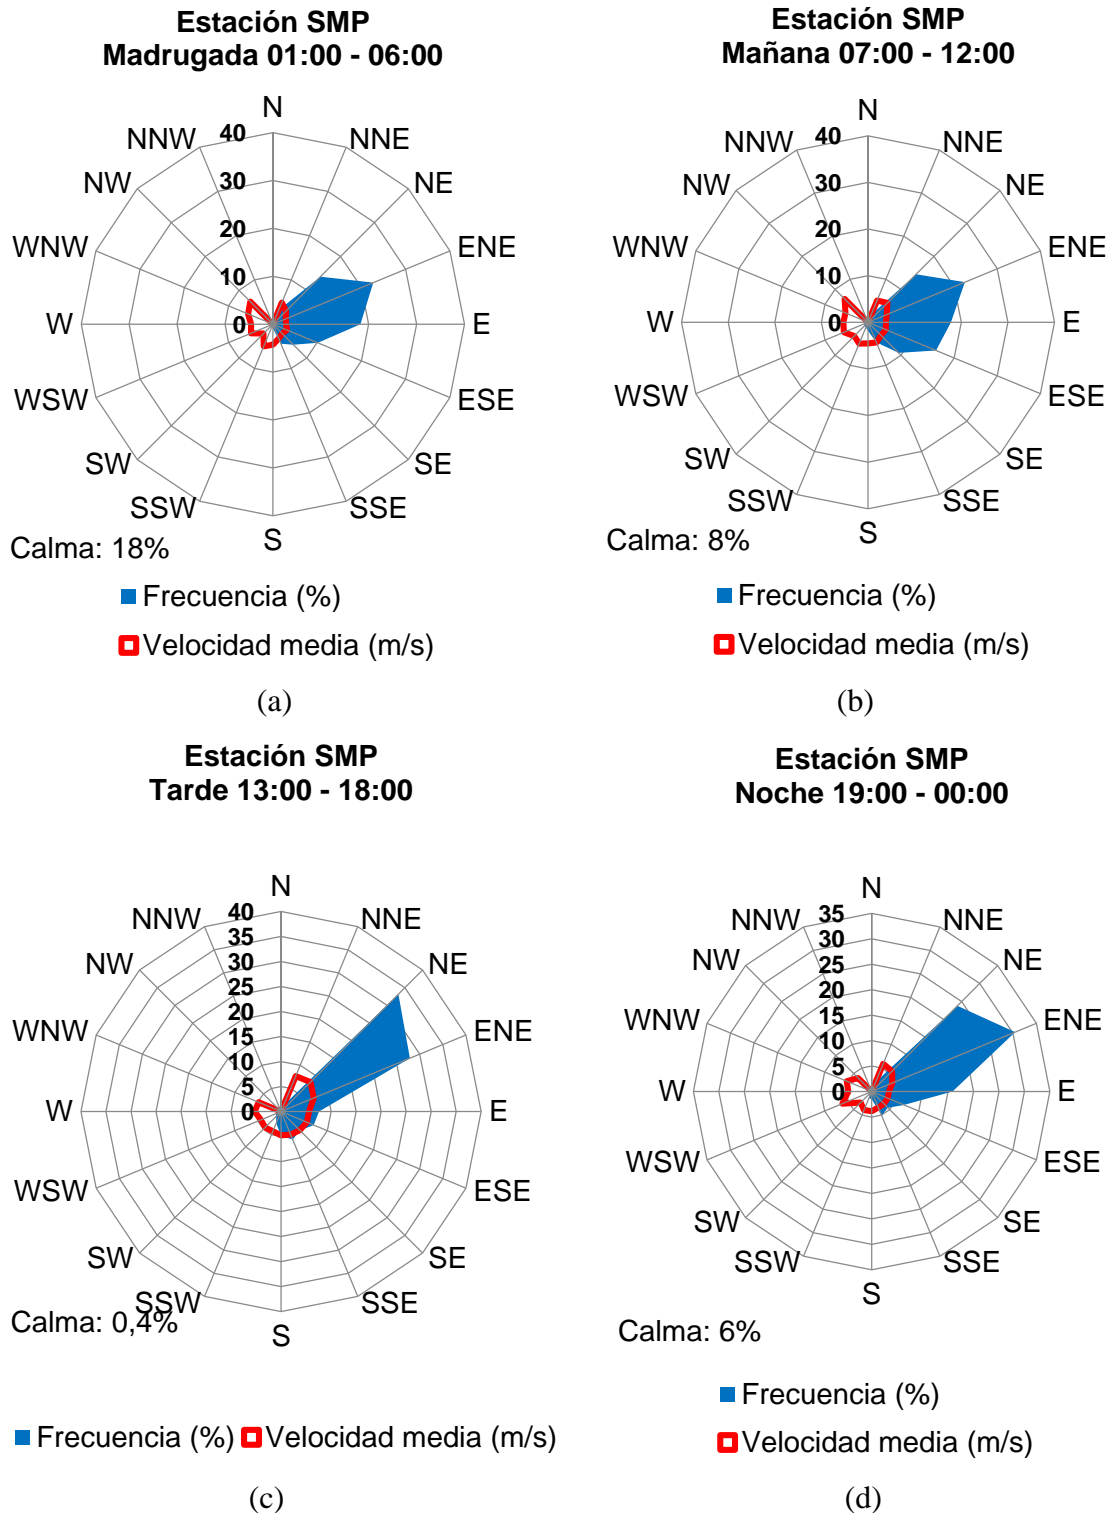 Estación SMP
Madrugada 01:00 - 06:00
N
NNE
NE
ENE
E
ESE
SE
SSE
S
SSW
SW
WSW
W
WNW
NW
NNW
40
30
20
10
0
Calma: 18%
Frecuencia (%)
Velocidad media (m/s)
(a)
Estación SMP
Mañana 07:00 - 12:00
N
NNE
NE
ENE
E
ESE
SE
SSE
S
SSW
SW
WSW
W
WNW
NW
NNW
40
30
20
10
0
Calma: 8%
Frecuencia (%)
Velocidad media (m/s)
(b)
Estación SMP
Tarde 13:00 - 18:00
N
NNE
NE
ENE
E
ESE
SE
SSE
S
SSW
SW
WSW
W
WNW
NW
NNW
40
35
30
25
20
15
10
5
0
Calma: 0,4%
Frecuencia (%) Velocidad media (m/s)
(c)
Estación SMP
Noche 19:00 - 00:00
N
NNE
NE
ENE
E
ESE
SE
SSE
S
SSW
SW
WSW
W
WNW
NW
NNW
35
30
25
20
15
10
5
0
Calma: 6%
Frecuencia (%)
Velocidad media (m/s)
(d)